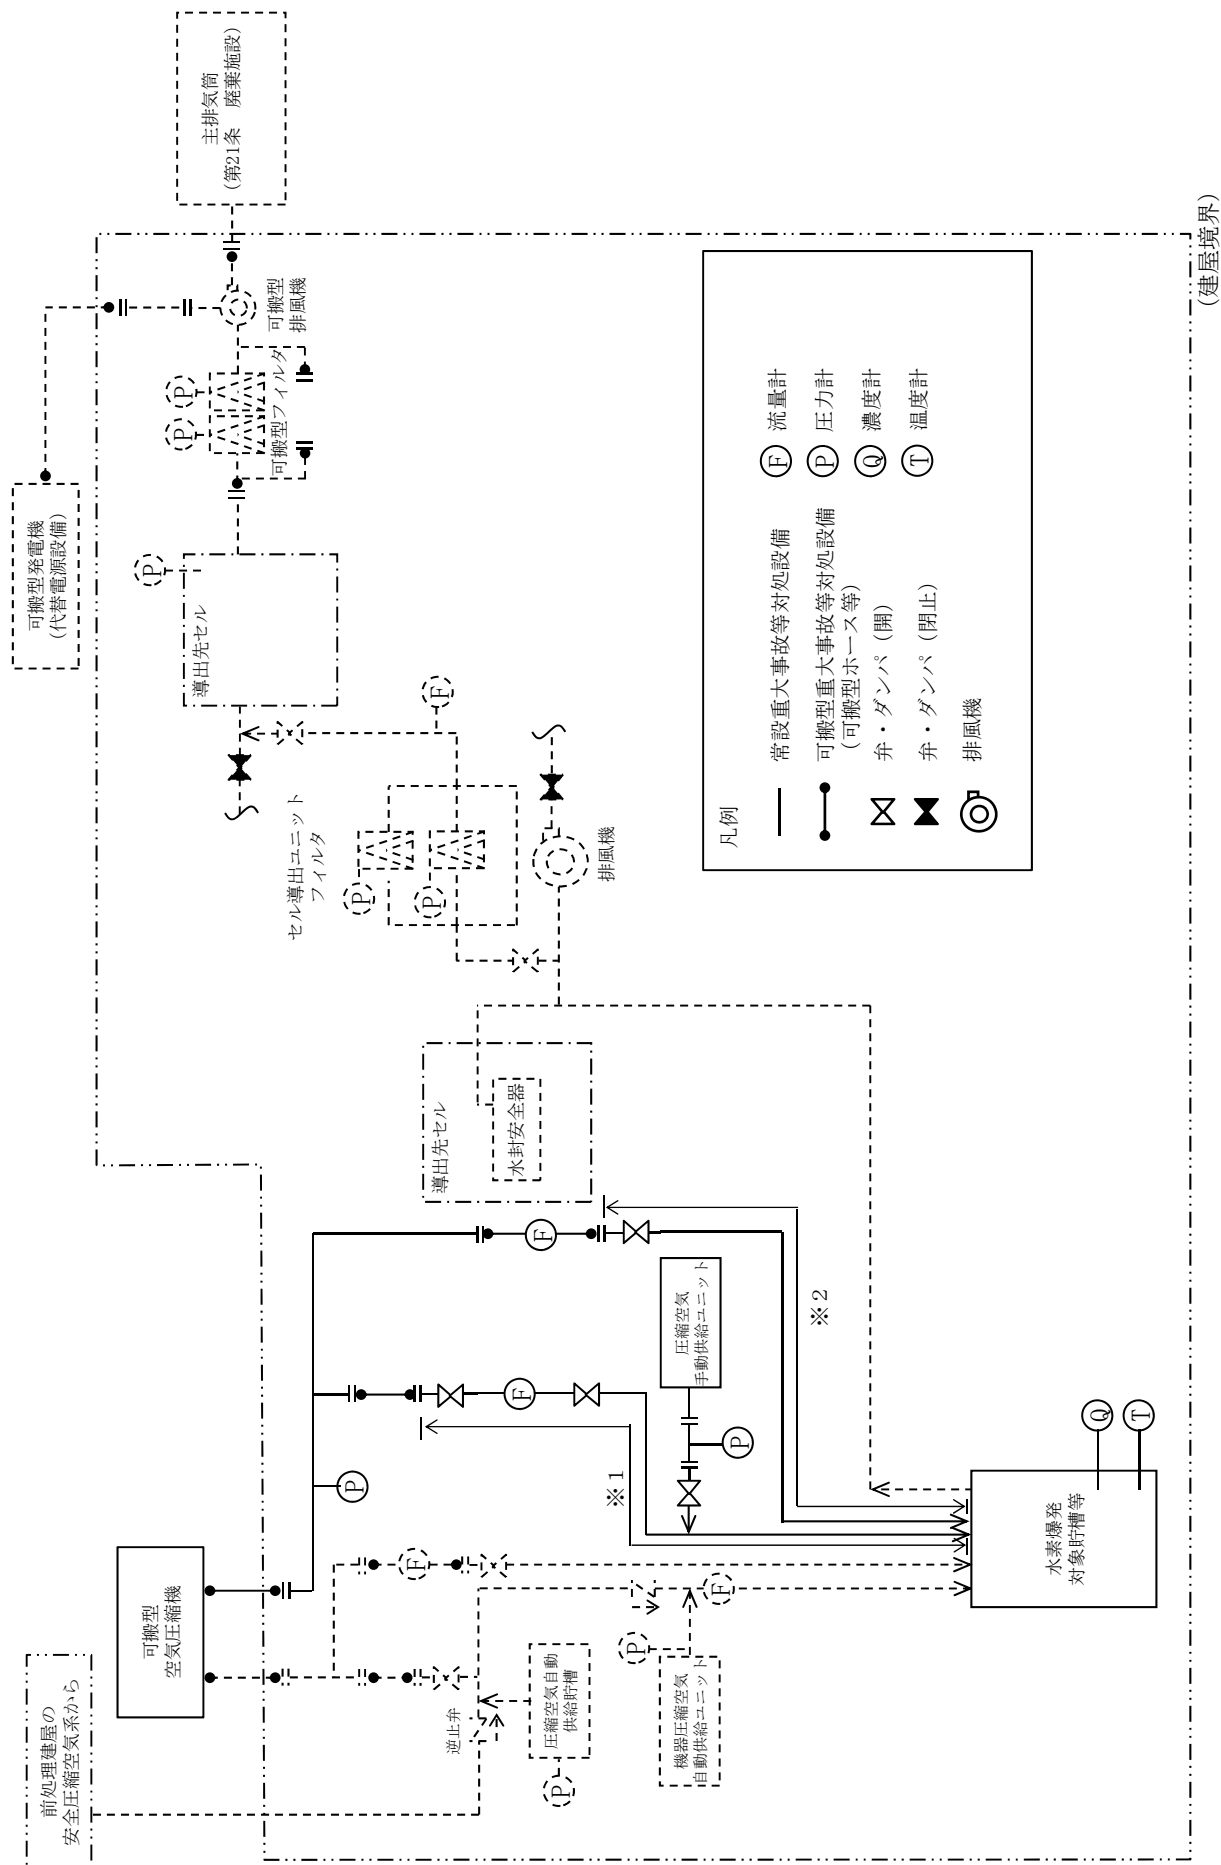 前処理建屋の
安全圧縮空気系から
可搬型
空気圧縮機
逆止弁
P
圧縮空気自動
供給貯槽
P
機器圧縮空気
自動供給ユニット
F
F
P
※1
F
圧縮空気
手動供給ユニット
P
F
※2
水素爆発
対象貯槽等
Q
T
導出先セル
水封安全器
セル導出ユニット
フィルタ
P
P
排風機
F
導出先セル
P
可搬型発電機
(代替電源設備)
P
P
可搬型フィルタ
可搬型
排風機
主排気筒
(第21条　廃棄施設)
凡例
常設重大事故等対処設備
可搬型重大事故等対処設備
(可搬型ホース等)
弁・ダンパ(開)
弁・ダンパ(閉止)
排風機
F 流量計
P 圧力計
Q 濃度計
T 温度計
(建屋境界)